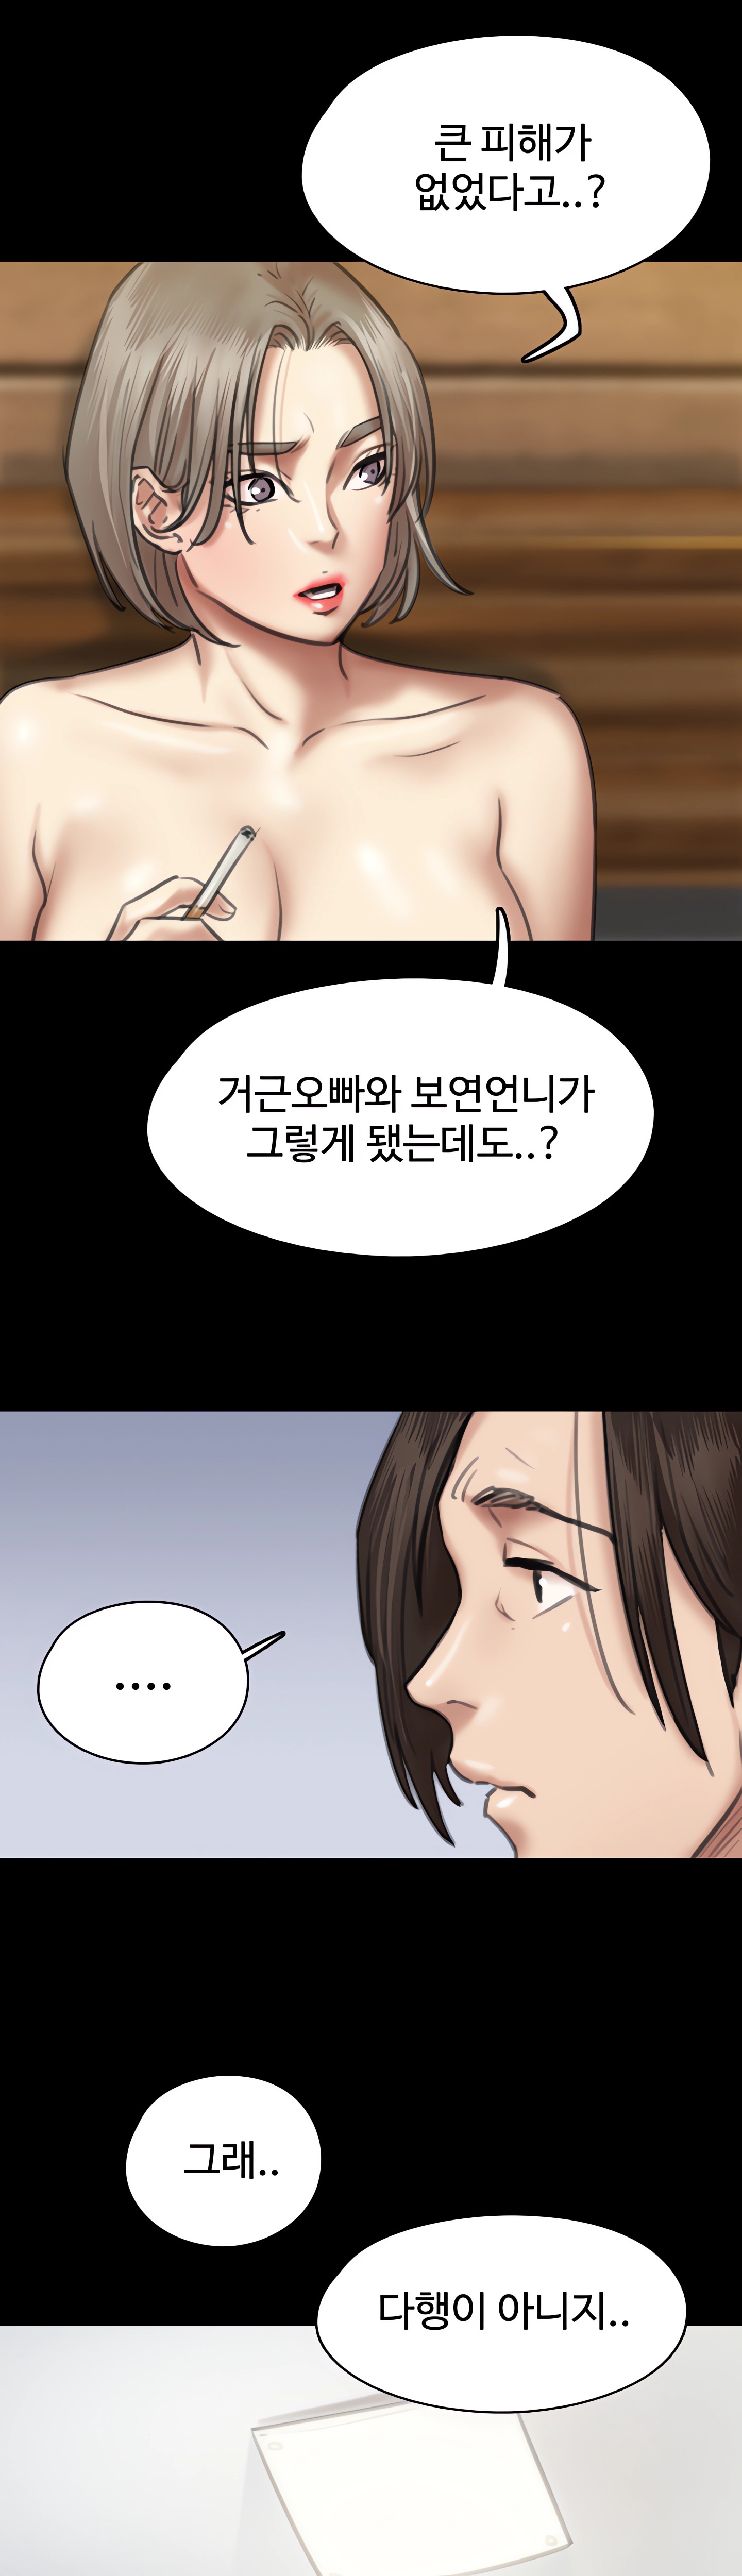 큰 피해가
없었다고..?
거근오빠와 보연언니가
그렇게 됐는데도..?
....
그래..
다행이 아니지..